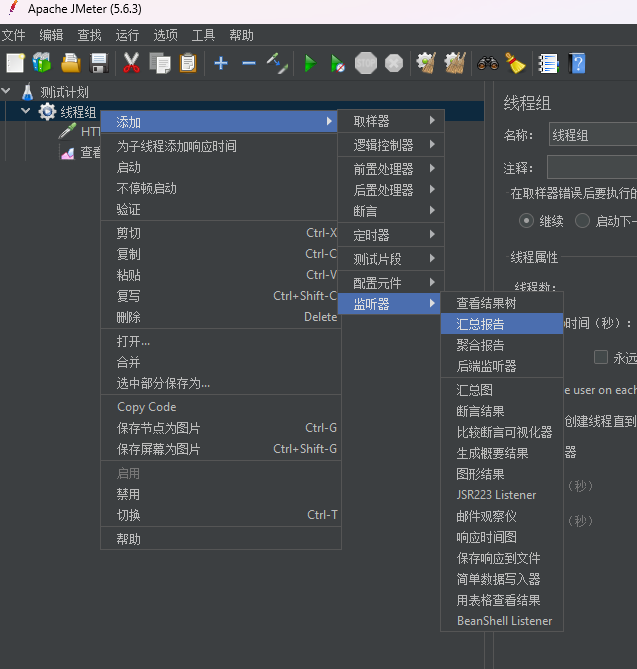 Apache JMeter (5.6.3)
文件 编辑 查找 运行 选项 工具 帮助
测试计划
线程组
HT
查看
添加
为子线程添加响应时间
启动
不停顿启动
验证
剪切 Ctrl-X
复制 Ctrl-C
粘贴 Ctrl-V
复写 Ctrl+Shift-C
删除 Delete
打开...
合并
选中部分保存为...
Copy Code
保存节点为图片 Ctrl-G
保存屏幕为图片 Ctrl+Shift-G
启用
禁用
切换 Ctrl-T
帮助
取样器
逻辑控制器
前置处理器
后置处理器
断言
定时器
测试片段
配置元件
监听器
查看结果树
汇总报告
聚合报告
后端监听器
汇总图
断言结果
比较断言可视化器
生成概要结果
图形结果
JSR223 Listener
邮件观察仪
响应时间图
保存响应到文件
简单数据写入器
用表格查看结果
BeanShell Listener
线程组
名称： 线程组
注释：
在取样器错误后要执行的
继续 启动下一
线程属性
线程数：
时间（秒）：
永远
e user on each
创建线程直到
器
（秒）
（秒）